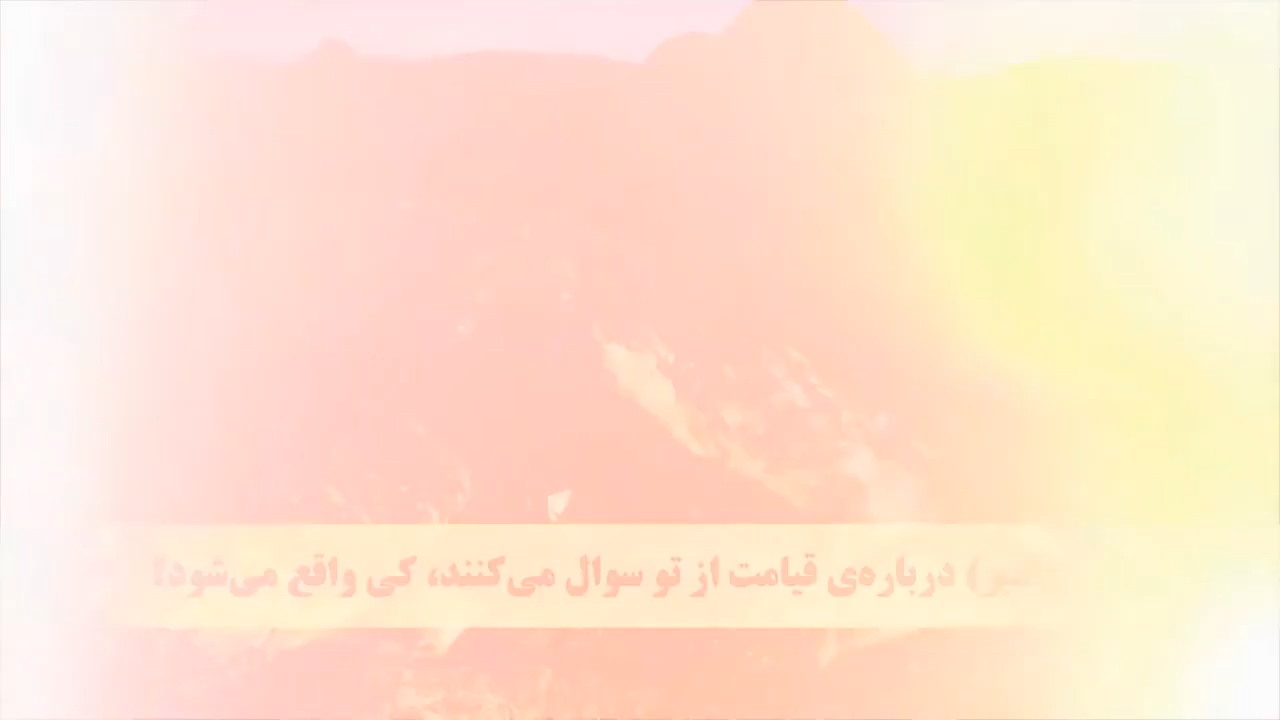 درباره‌ی قیامت از تو سوال می‌کنند، کی واقع می‌شود؟